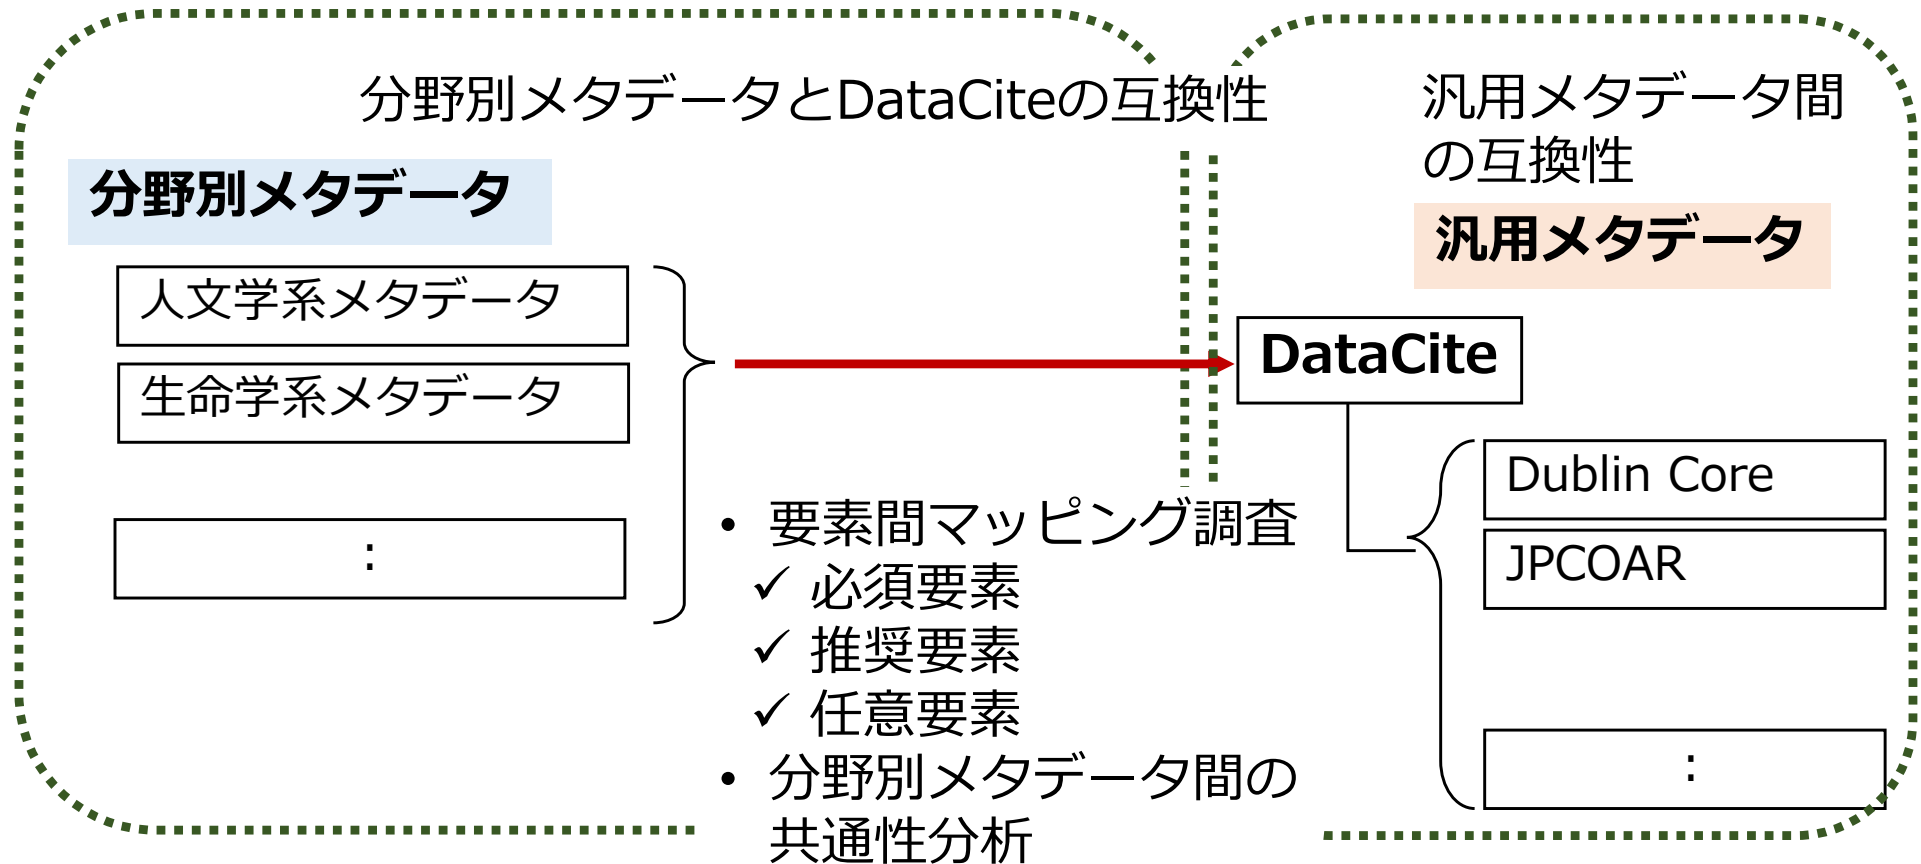 分野別メタデータとDataCiteの互換性
分野別メタデータ
人文学系メタデータ
生命学系メタデータ
:
• 要素間マッピング調査
✓ 必須要素
✓ 推奨要素
✓ 任意要素
• 分野別メタデータ間の
共通性分析
汎用メタデータ間
の互換性
汎用メタデータ
DataCite
Dublin Core
JPCOAR
: